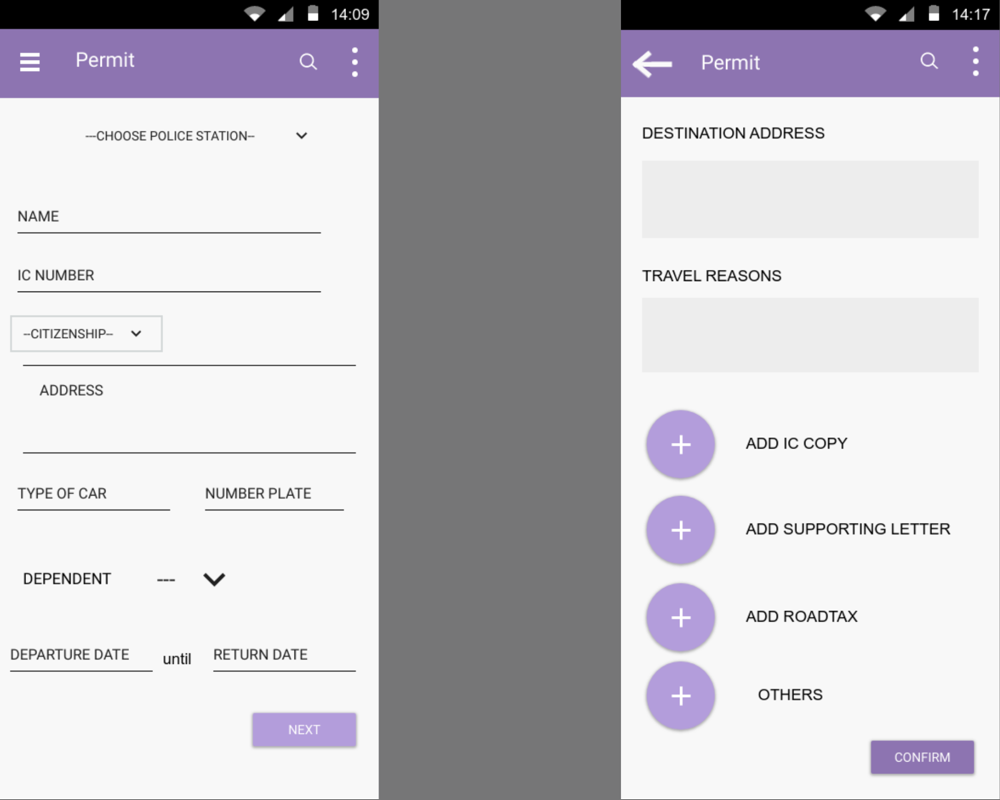 14:09
Permit
---CHOOSE POLICE STATION--
NAME
IC NUMBER
--CITIZENSHIP--
ADDRESS
TYPE OF CAR NUMBER PLATE
DEPENDENT ---
DEPARTURE DATE until RETURN DATE
NEXT
14:17
Permit
DESTINATION ADDRESS
TRAVEL REASONS
ADD IC COPY
ADD SUPPORTING LETTER
ADD ROADTAX
OTHERS
CONFIRM